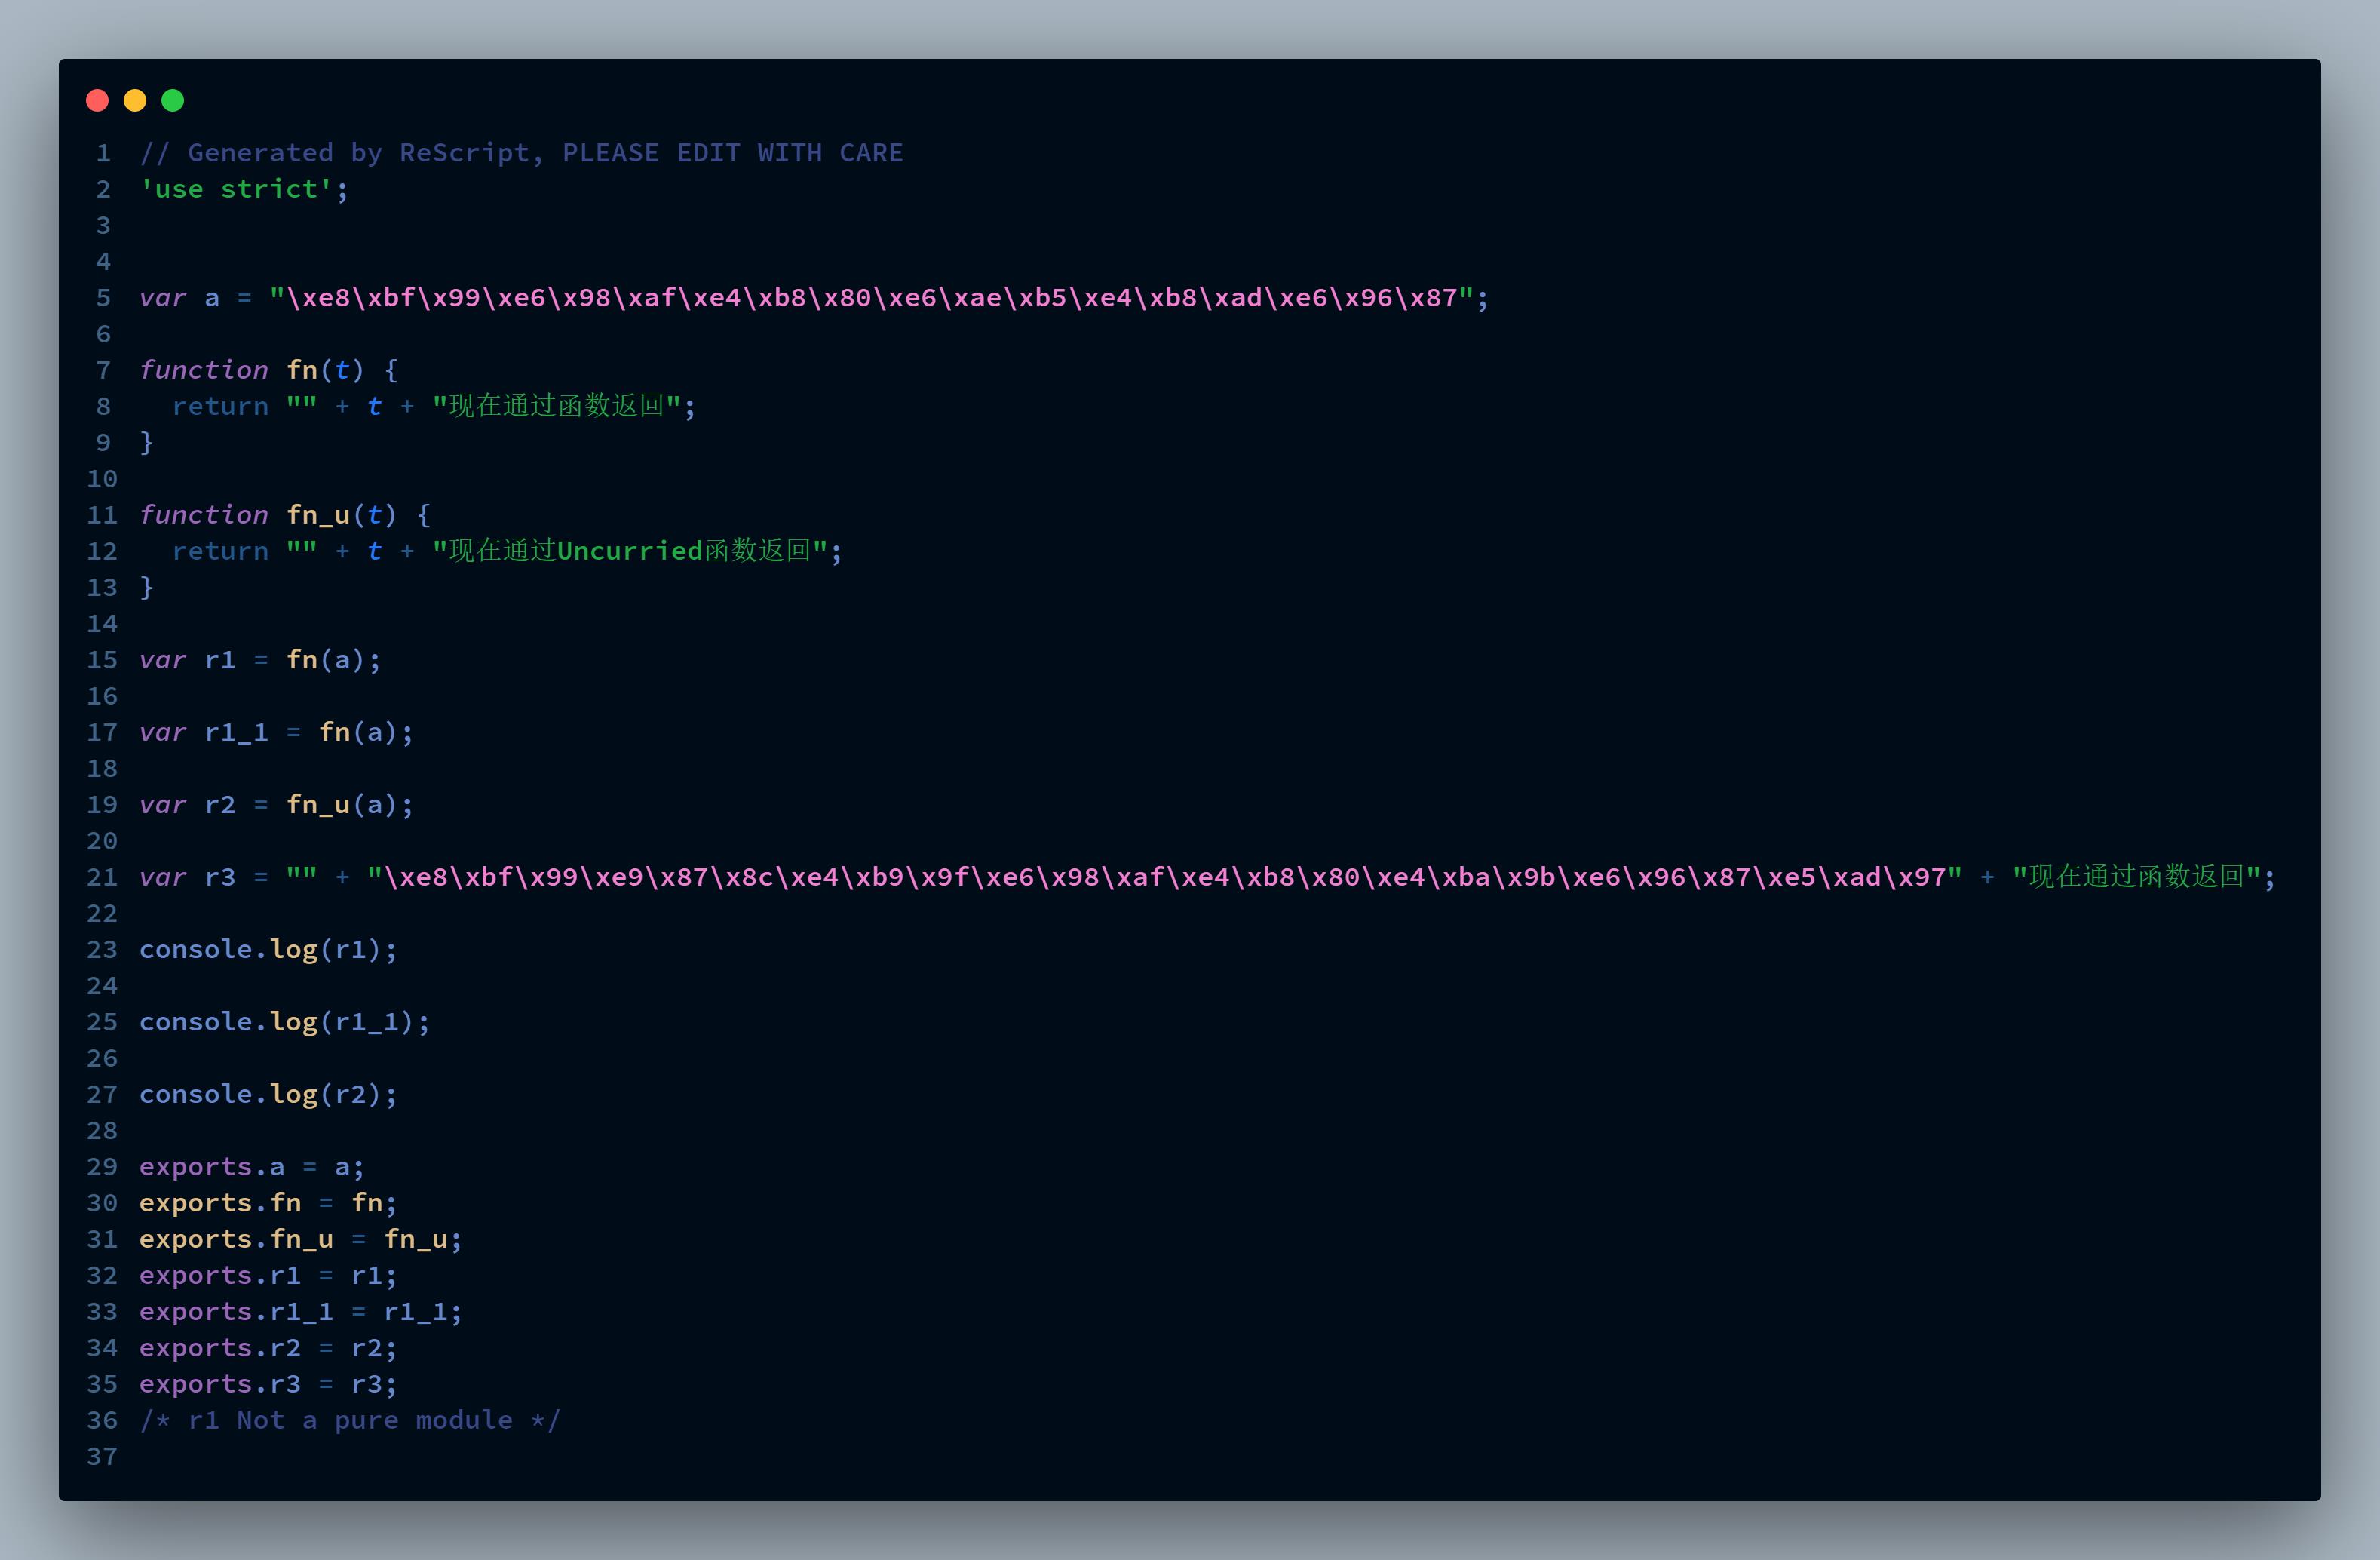 1 // Generated by ReScript, PLEASE EDIT WITH CARE
2 'use strict';
3
4
5 var a = "\xe8\xbf\x99\xe6\x98\xaf\xe4\xb8\x80\xe6\xae\xb5\xe4\xb8\xad\xe6\x96\x87";
6
7 function fn(t) {
8   return "" + t + "现在通过函数返回";
9 }
10
11 function fn_u(t) {
12   return "" + t + "现在通过Uncurried函数返回";
13 }
14
15 var r1 = fn(a);
16
17 var r1_1 = fn(a);
18
19 var r2 = fn_u(a);
20
21 var r3 = "" + "\xe8\xbf\x99\xe9\x87\x8c\xe4\xb9\x9f\xe6\x98\xaf\xe4\xb8\x80\xe4\xba\x9b\xe6\x96\x87\xe5\xad\x97" + "现在通过函数返回";
22
23 console.log(r1);
24
25 console.log(r1_1);
26
27 console.log(r2);
28
29 exports.a = a;
30 exports.fn = fn;
31 exports.fn_u = fn_u;
32 exports.r1 = r1;
33 exports.r1_1 = r1_1;
34 exports.r2 = r2;
35 exports.r3 = r3;
36 /* r1 Not a pure module */
37